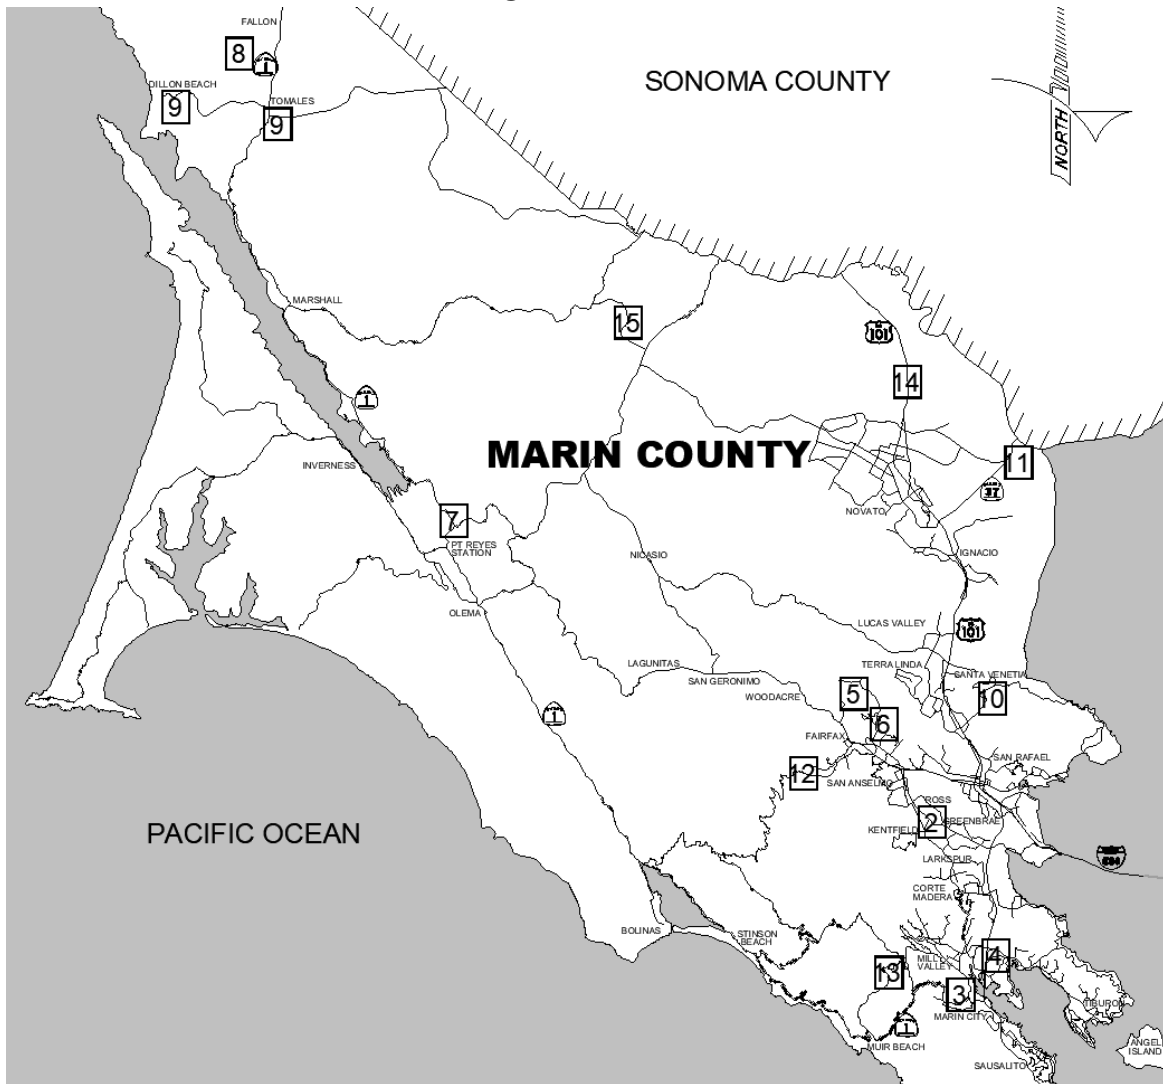 FALLON
8
1
SONOMA COUNTY
DILLON BEACH
9
TOMALES
9
NORTH
MARSHALL
15
101
14
1
MARIN COUNTY
INVERNESS
11
37
NOVATO
7
PT REYES
STATION
IGNACIO
NICASIO
OLEMA
LUCAS VALLEY
101
TERRA LINDA
LAGUNITAS
SAN GERONIMO
SANTA VENETIA
WOODACRE
5
10
1
6
FAIRFAX
12
SAN ANSELMO
SAN RAFAEL
ROSS
2
GREENBRAE
KENTFIELD
PACIFIC OCEAN
LARKSPUR
580
CORTE
MADERA
BOLINAS
STINSON
BEACH
4
MILL
VALLEY
13
3
TIBURON
MARIN CITY
1
MUIR BEACH
ANGEL
ISLAND
SAUSALITO